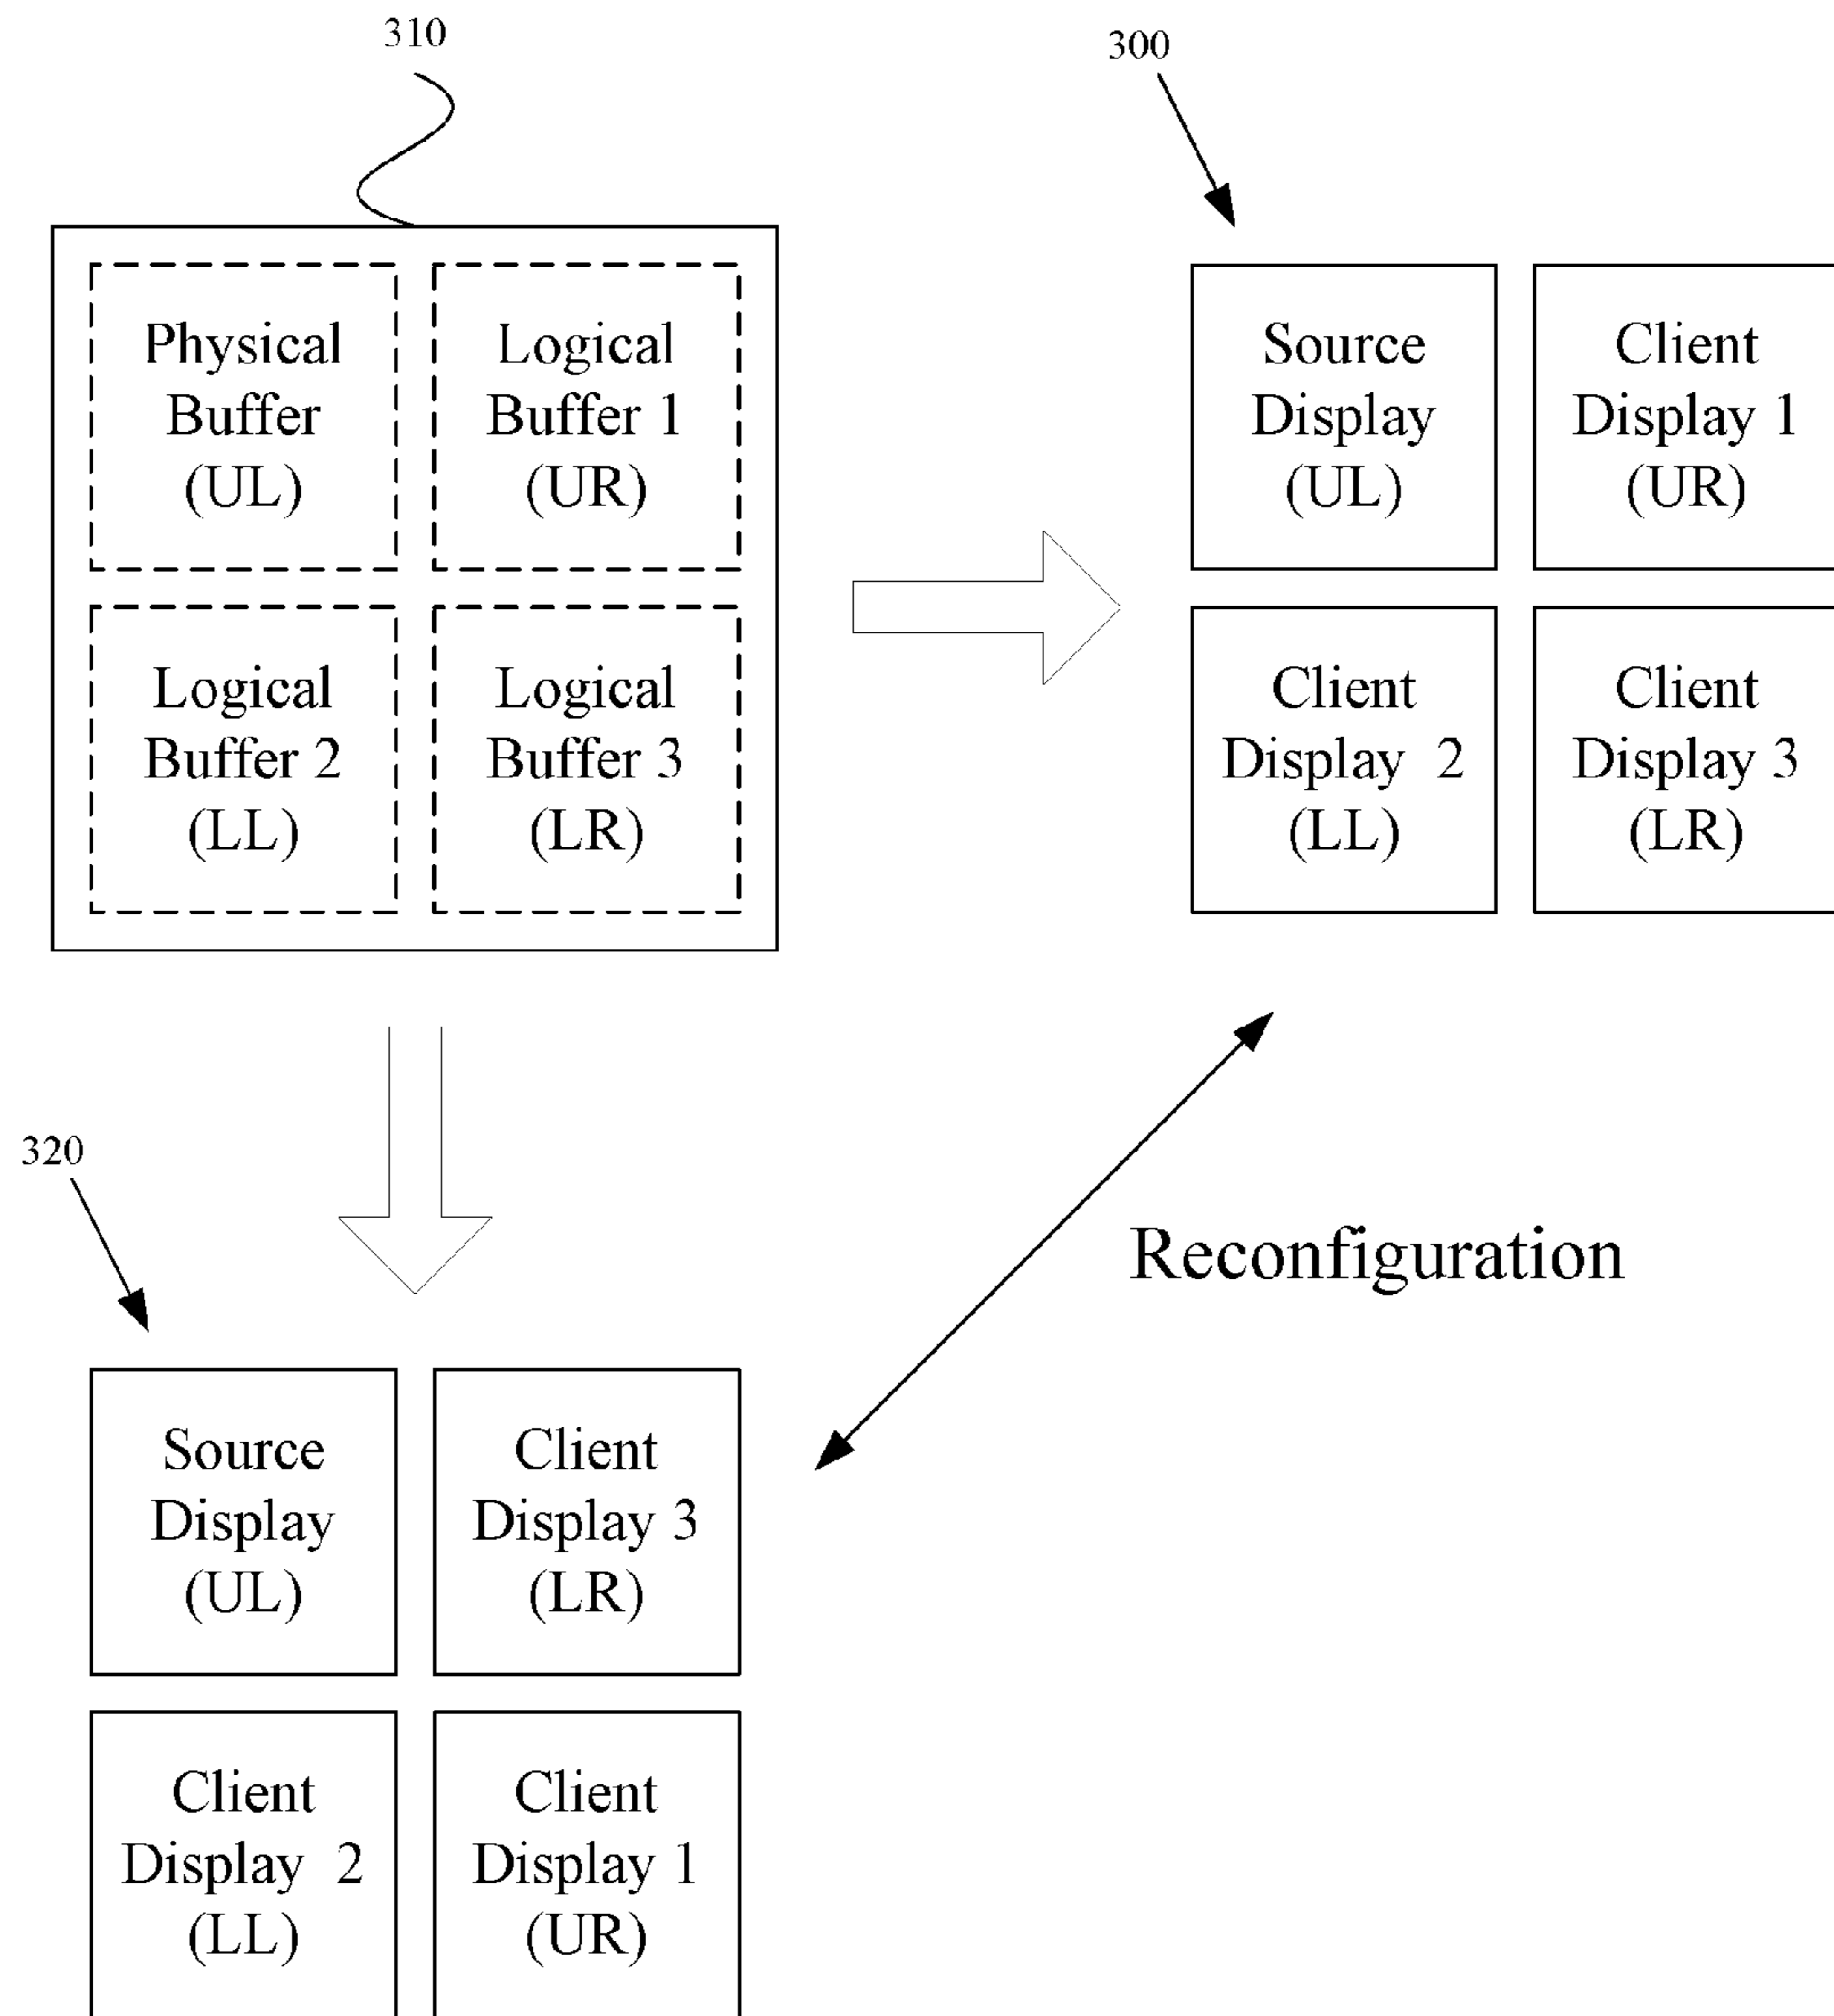 310
300
Physical
Buffer
(UL)
Logical
Buffer 1
(UR)
Logical
Buffer 2
(LL)
Logical
Buffer 3
(LR)
Source
Display
(UL)
Client
Display 1
(UR)
Client
Display 2
(LL)
Client
Display 3
(LR)
320
Reconfiguration
Source
Display
(UL)
Client
Display 3
(LR)
Client
Display 2
(LL)
Client
Display 1
(UR)